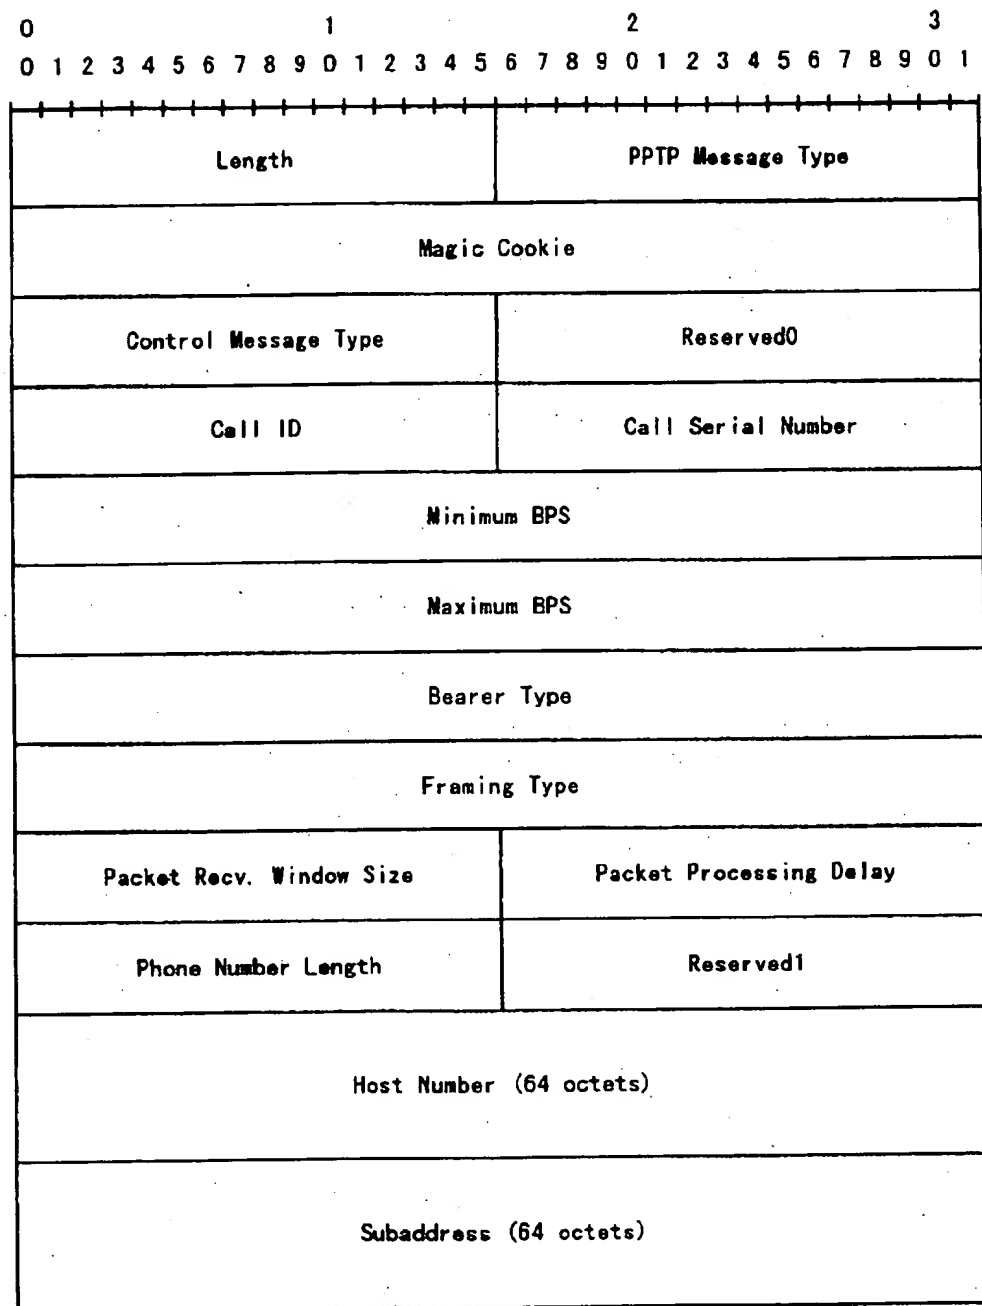 0 1 2 3
0 1 2 3 4 5 6 7 8 9 0 1 2 3 4 5 6 7 8 9 0 1 2 3 4 5 6 7 8 9 0 1
Length PPTP Message Type
Magic Cookie
Control Message Type Reserved0
Call ID Call Serial Number
Minimum BPS
Maximum BPS
Bearer Type
Framing Type
Packet Recv. Window Size Packet Processing Delay
Phone Number Length Reserved1
Host Number (64 octets)
Subaddress (64 octets)